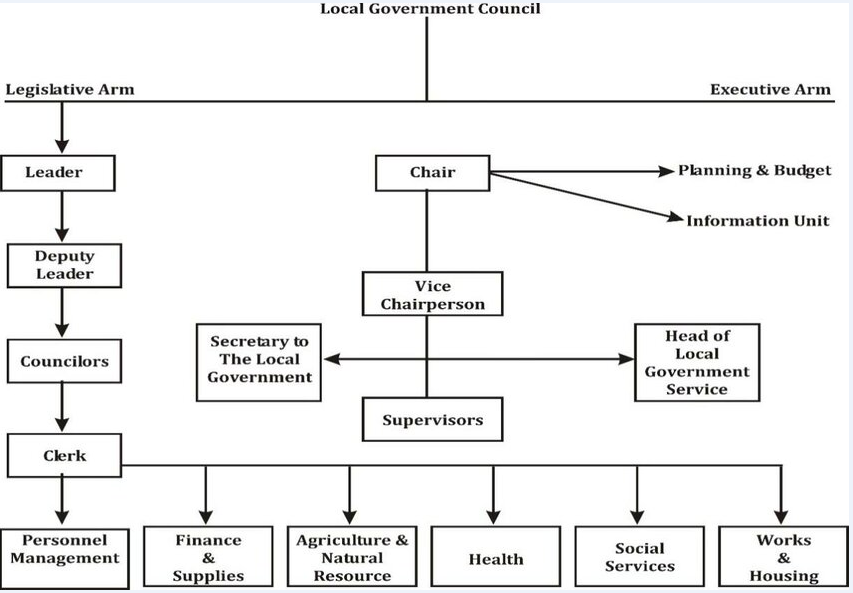 Local Government Council
Legislative Arm
Executive Arm
Leader
Chair
Planning & Budget
Information Unit
Deputy
Leader
Vice
Chairperson
Secretary to
The Local
Government
Head of
Local
Government
Service
Councilors
Supervisors
Clerk
Personnel
Management
Finance
&
Supplies
Agriculture &
Natural
Resource
Health
Social
Services
Works
&
Housing